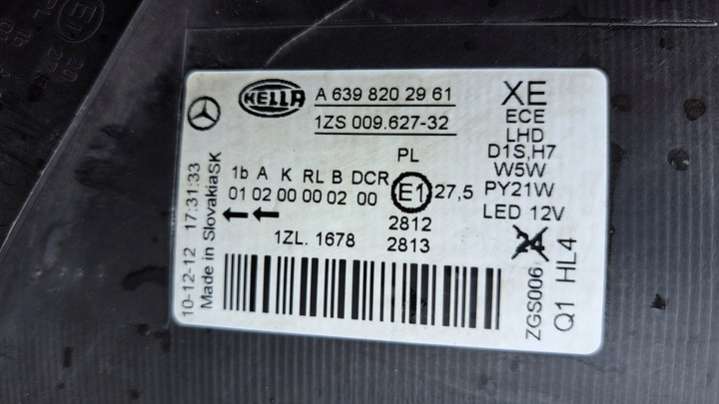 HELLA
A 639 820 2961
1ZS 009.627-32
XE
ECE
LHD
D1S,H7
W5W
PY21W
LED 12V
24
PL
1b A K RL B DCR
01 02 00 00 02 00
E1
27,5
2812
2813
1ZL. 1678
10-12-12 17:31:33
Made in SlovakiaSK
ZGS006
Q1 HL4